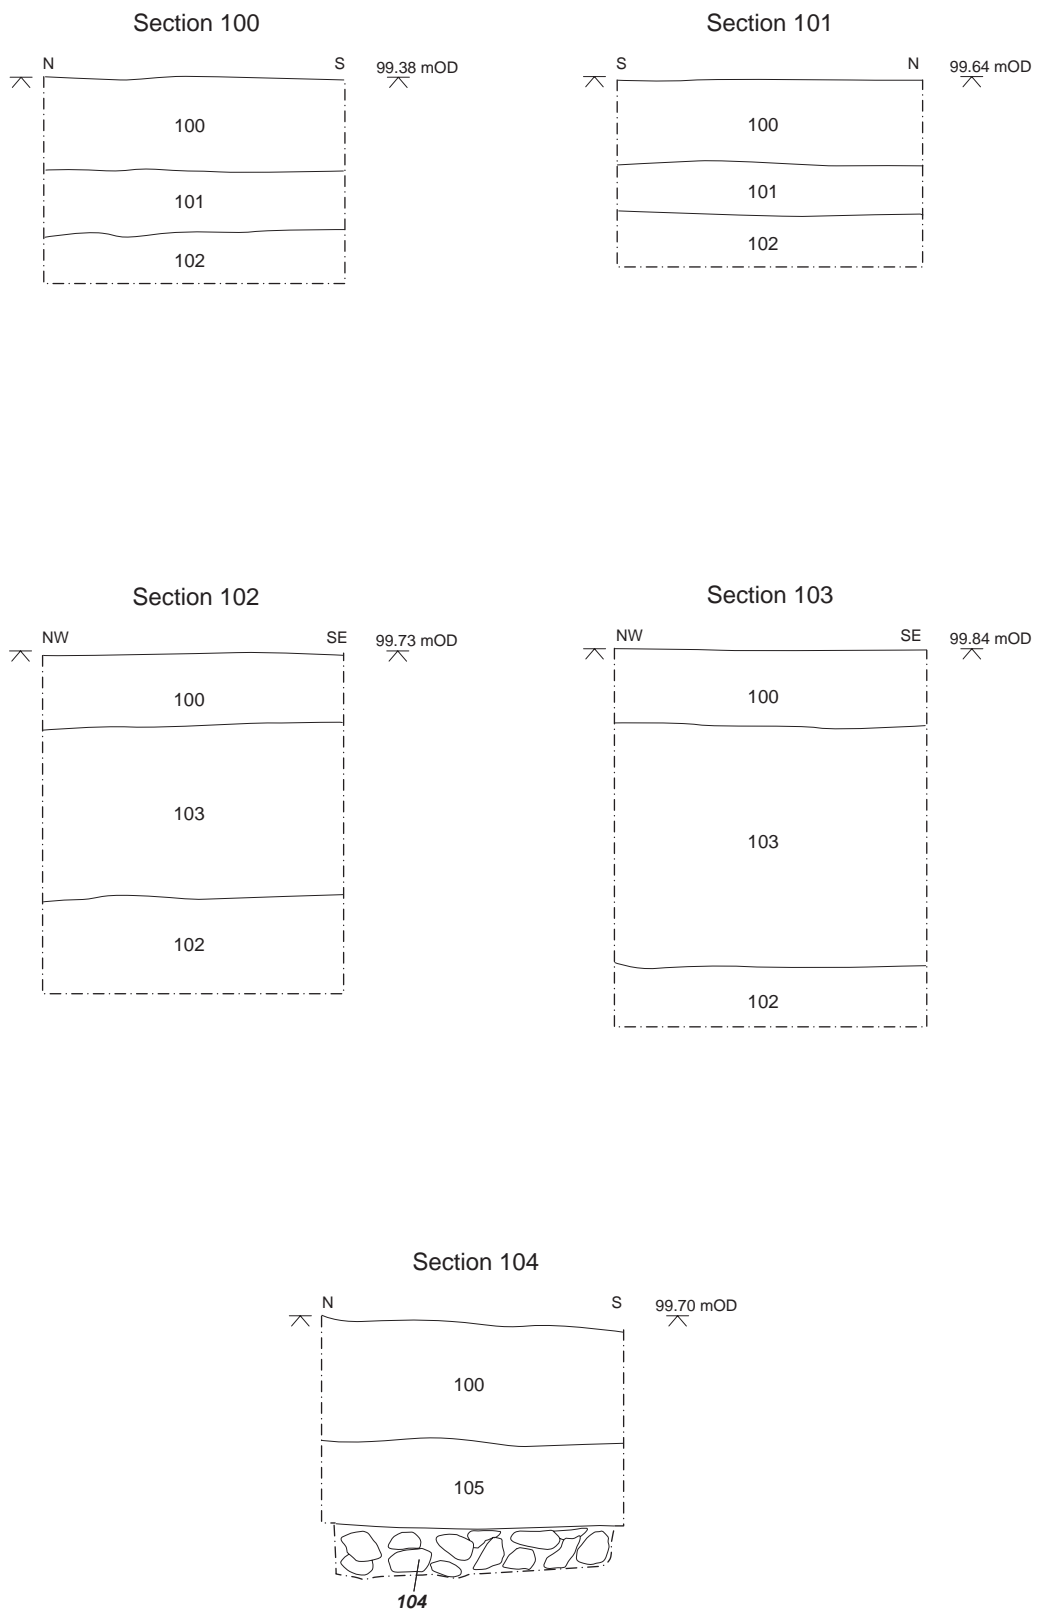 Section 100
N S 99.38 mOD
100
101
102
Section 101
S N 99.64 mOD
100
101
102
Section 102
NW SE 99.73 mOD
100
103
102
Section 103
NW SE 99.84 mOD
100
103
102
Section 104
N S 99.70 mOD
100
105
104